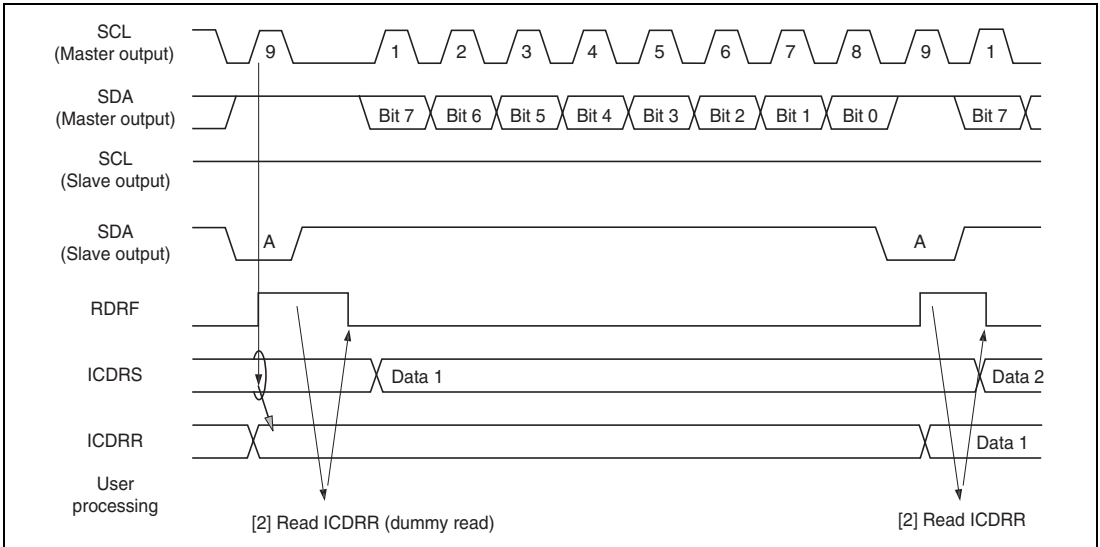 SCL
(Master output)
9 1 2 3 4 5 6 7 8 9 1
SDA
(Master output)
Bit 7 Bit 6 Bit 5 Bit 4 Bit 3 Bit 2 Bit 1 Bit 0 Bit 7
SCL
(Slave output)
SDA
(Slave output)
A A
RDRF
ICDRS
Data 1 Data 2
ICDRR
Data 1
User
processing
[2] Read ICDRR (dummy read) [2] Read ICDRR